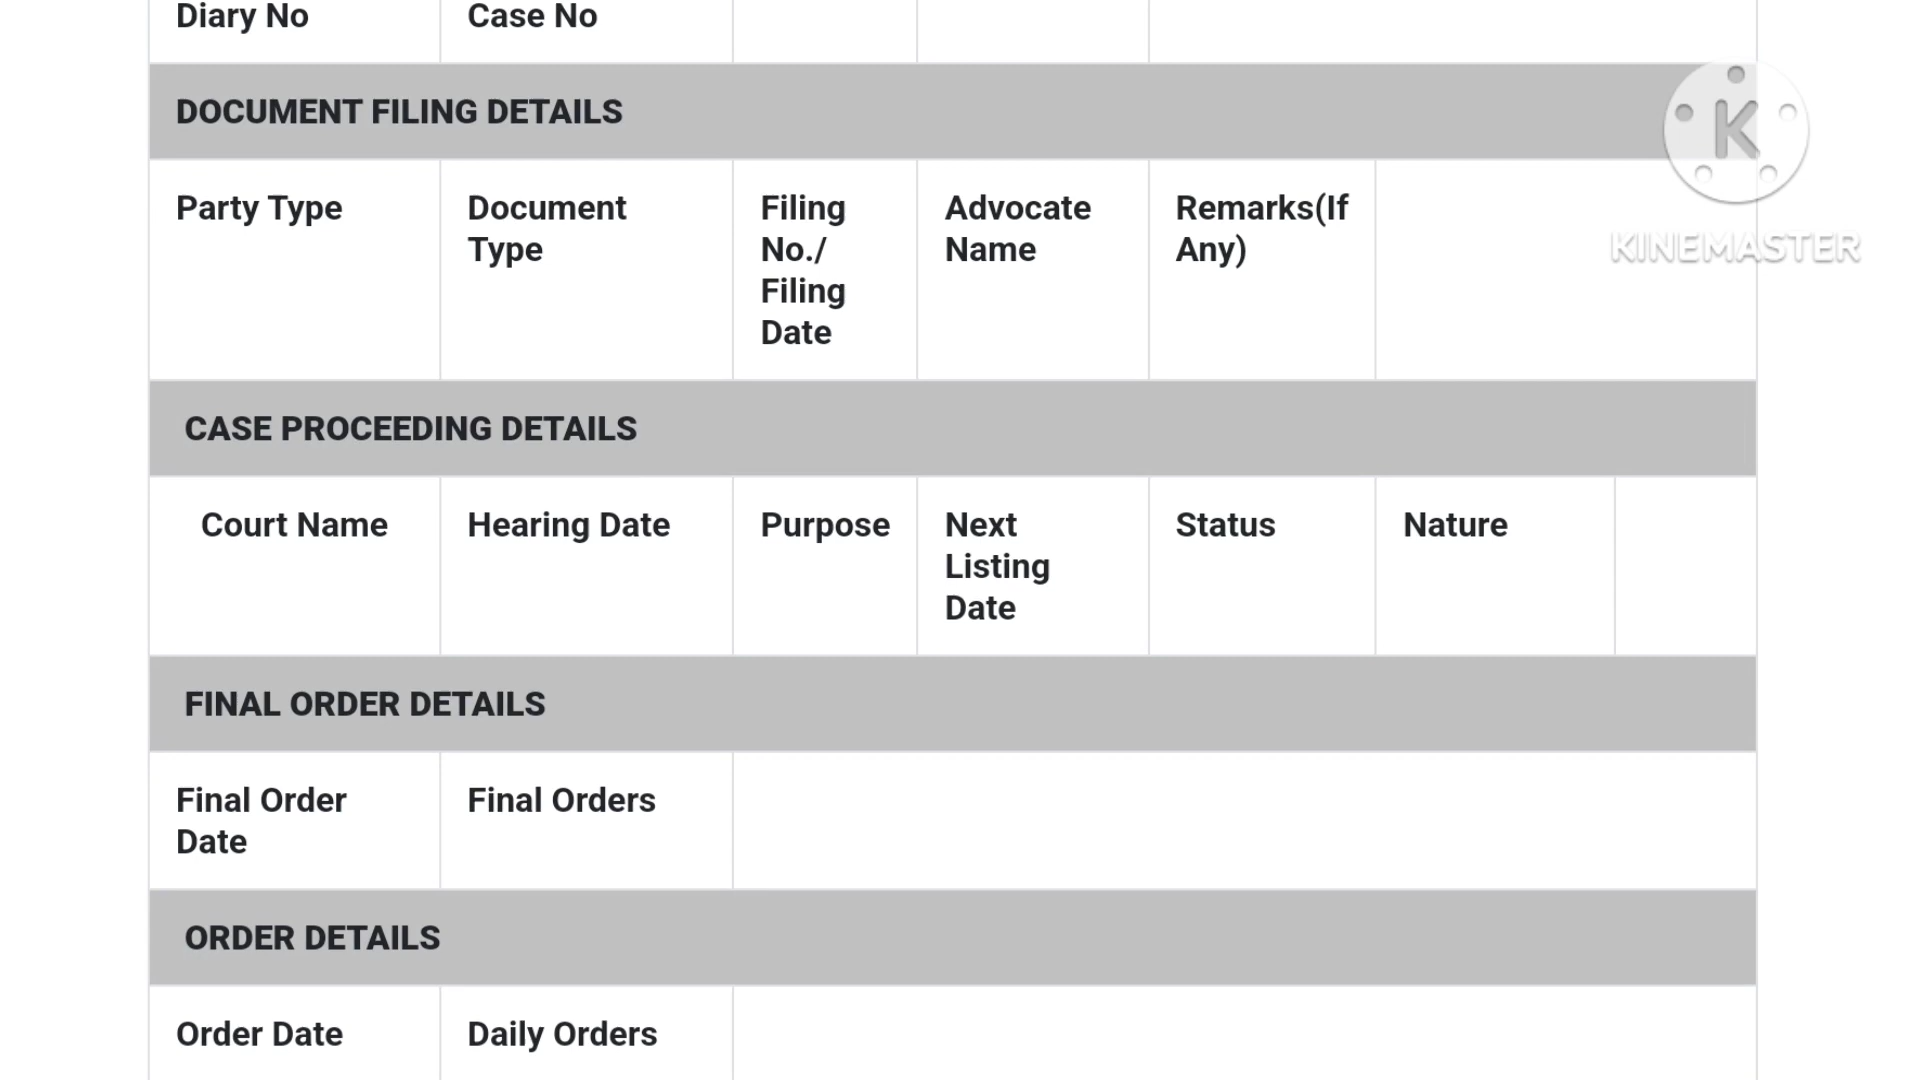 Diary No Case No
DOCUMENT FILING DETAILS
Party Type Document Type Filing No./ Filing Date Advocate Name Remarks(If Any)
K
KINEMASTER
CASE PROCEEDING DETAILS
Court Name Hearing Date Purpose Next Listing Date Status Nature
FINAL ORDER DETAILS
Final Order Date Final Orders
ORDER DETAILS
Order Date Daily Orders